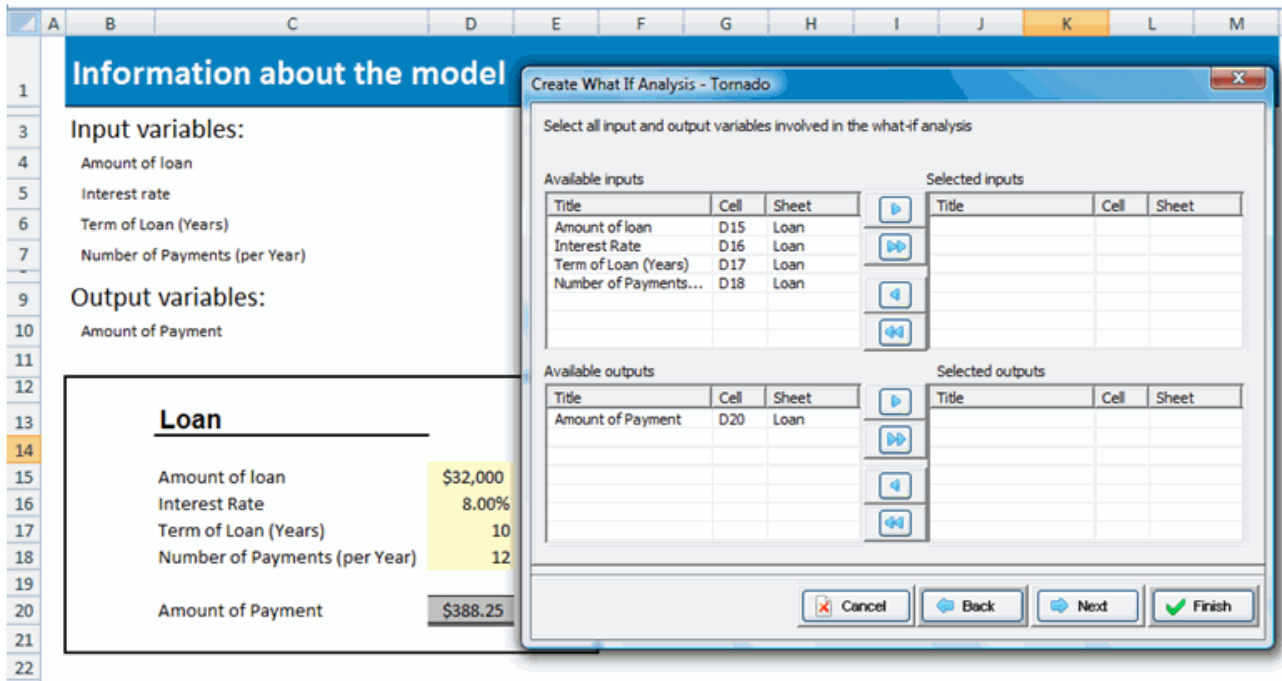 A B C D E F G H I J K L M
1 Information about the model
3 Input variables:
4 Amount of loan
5 Interest rate
6 Term of Loan (Years)
7 Number of Payments (per Year)
9 Output variables:
10 Amount of Payment
11
12
13 Loan
14
15 Amount of loan $32,000
16 Interest Rate 8.00%
17 Term of Loan (Years) 10
18 Number of Payments (per Year) 12
19
20 Amount of Payment $388.25
21
22
Create What If Analysis - Tornado
Select all input and output variables involved in the what-if analysis
Available inputs Selected inputs
Title Cell Sheet Title Cell Sheet
Amount of loan D15 Loan
Interest Rate D16 Loan
Term of Loan (Years) D17 Loan
Number of Payments... D18 Loan
Available outputs Selected outputs
Title Cell Sheet Title Cell Sheet
Amount of Payment D20 Loan
Cancel Back Next Finish